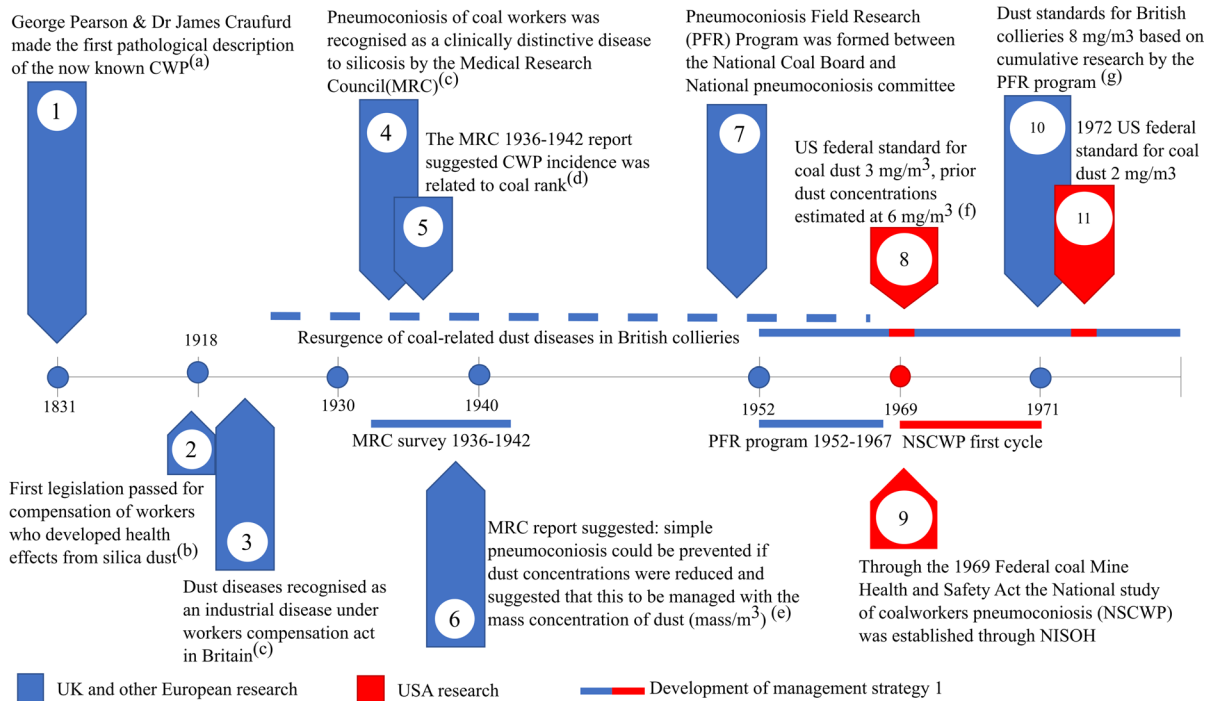 George Pearson & Dr James Craufurd
made the first pathological description
of the now known CWP(a)
1
Pneumoconiosis of coal workers was
recognised as a clinically distinctive disease
to silicosis by the Medical Research
Council(MRC)(c)
4
The MRC 1936-1942 report
suggested CWP incidence was
related to coal rank(d)
5
Pneumoconiosis Field Research
(PFR) Program was formed between
the National Coal Board and
National pneumoconiosis committee
7
US federal standard for
coal dust 3 mg/m3, prior
dust concentrations
estimated at 6 mg/m3 (f)
8
Dust standards for British
collieries 8 mg/m3 based on
cumulative research by the
PFR program (g)
10
1972 US federal
standard for coal
dust 2 mg/m3
11
Resurgence of coal-related dust diseases in British collieries
1831
1918
1930
1940
1952
1969
1971
MRC survey 1936-1942
PFR program 1952-1967
NSCWP first cycle
2
First legislation passed for
compensation of workers
who developed health
effects from silica dust(b)
3
Dust diseases recognised as
an industrial disease under
workers compensation act
in Britain(c)
6
MRC report suggested: simple
pneumoconiosis could be prevented if
dust concentrations were reduced and
suggested that this to be managed with the
mass concentration of dust (mass/m3) (e)
9
Through the 1969 Federal coal Mine
Health and Safety Act the National study
of coalworkers pneumoconiosis (NSCWP)
was established through NISOH
UK and other European research
USA research
Development of management strategy 1